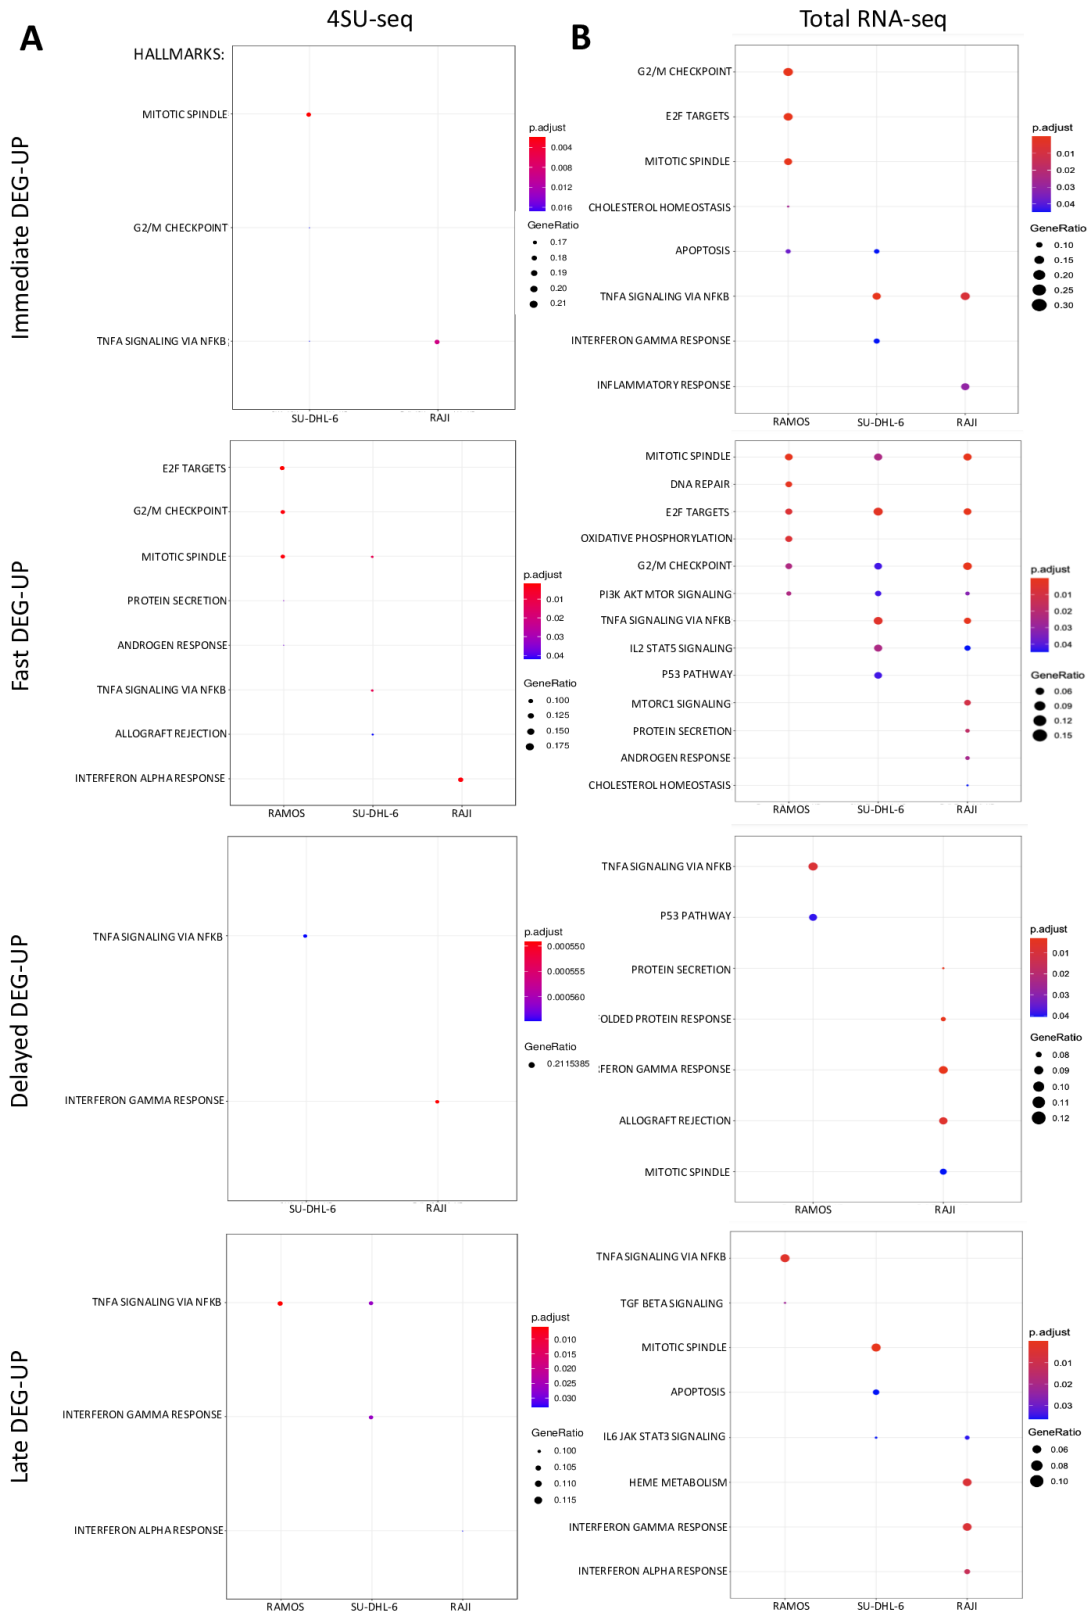 A
4SU-seq
B
Total RNA-seq
Immediate DEG-UP
HALLMARKS:
MITOTIC SPINDLE
G2/M CHECKPOINT
TNFA SIGNALING VIA NFKB
SU-DHL-6
RAJI
p.adjust
0.004
0.008
0.012
0.016
GeneRatio
0.17
0.18
0.19
0.20
0.21
G2/M CHECKPOINT
E2F TARGETS
MITOTIC SPINDLE
CHOLESTEROL HOMEOSTASIS
APOPTOSIS
TNFA SIGNALING VIA NFKB
INTERFERON GAMMA RESPONSE
INFLAMMATORY RESPONSE
RAMOS
SU-DHL-6
RAJI
p.adjust
0.01
0.02
0.03
0.04
GeneRatio
0.10
0.15
0.20
0.25
0.30
Fast DEG-UP
E2F TARGETS
G2/M CHECKPOINT
MITOTIC SPINDLE
PROTEIN SECRETION
ANDROGEN RESPONSE
TNFA SIGNALING VIA NFKB
ALLOGRAFT REJECTION
INTERFERON ALPHA RESPONSE
RAMOS
SU-DHL-6
RAJI
p.adjust
0.01
0.02
0.03
0.04
GeneRatio
0.100
0.125
0.150
0.175
MITOTIC SPINDLE
DNA REPAIR
E2F TARGETS
OXIDATIVE PHOSPHORYLATION
G2/M CHECKPOINT
PI3K AKT MTOR SIGNALING
TNFA SIGNALING VIA NFKB
IL2 STAT5 SIGNALING
P53 PATHWAY
MTORC1 SIGNALING
PROTEIN SECRETION
ANDROGEN RESPONSE
CHOLESTEROL HOMEOSTASIS
RAMOS
SU-DHL-6
RAJI
p.adjust
0.01
0.02
0.03
0.04
GeneRatio
0.06
0.09
0.12
0.15
Delayed DEG-UP
TNFA SIGNALING VIA NFKB
INTERFERON GAMMA RESPONSE
SU-DHL-6
RAJI
p.adjust
0.000550
0.000555
0.000560
GeneRatio
0.2115385
TNFA SIGNALING VIA NFKB
P53 PATHWAY
PROTEIN SECRETION
OLDED PROTEIN RESPONSE
FERON GAMMA RESPONSE
ALLOGRAFT REJECTION
MITOTIC SPINDLE
RAMOS
RAJI
p.adjust
0.01
0.02
0.03
0.04
GeneRatio
0.08
0.09
0.10
0.11
0.12
Late DEG-UP
TNFA SIGNALING VIA NFKB
INTERFERON GAMMA RESPONSE
INTERFERON ALPHA RESPONSE
RAMOS
SU-DHL-6
RAJI
p.adjust
0.010
0.015
0.020
0.025
0.030
GeneRatio
0.100
0.105
0.110
0.115
TNFA SIGNALING VIA NFKB
TGF BETA SIGNALING
MITOTIC SPINDLE
APOPTOSIS
IL6 JAK STAT3 SIGNALING
HEME METABOLISM
INTERFERON GAMMA RESPONSE
INTERFERON ALPHA RESPONSE
RAMOS
SU-DHL-6
RAJI
p.adjust
0.01
0.02
0.03
GeneRatio
0.06
0.08
0.10